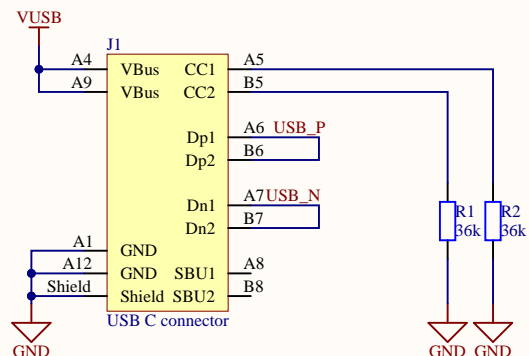 VUSB
J1
A4 VBus CC1 A5
A9 VBus CC2 B5
Dp1 A6 USB_P
Dp2 B6
Dn1 A7 USB_N
Dn2 B7
A1 GND
A12 GND SBU1 A8
Shield Shield SBU2 B8
USB C connector
R1 R2
36k 36k
GND GND GND